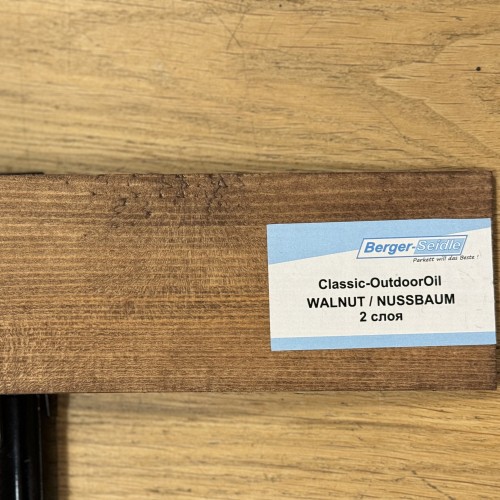 Berger-Seidle
Parkett will das Beste !
Classic-OutdoorOil
WALNUT / NUSSBAUM
2 слоя